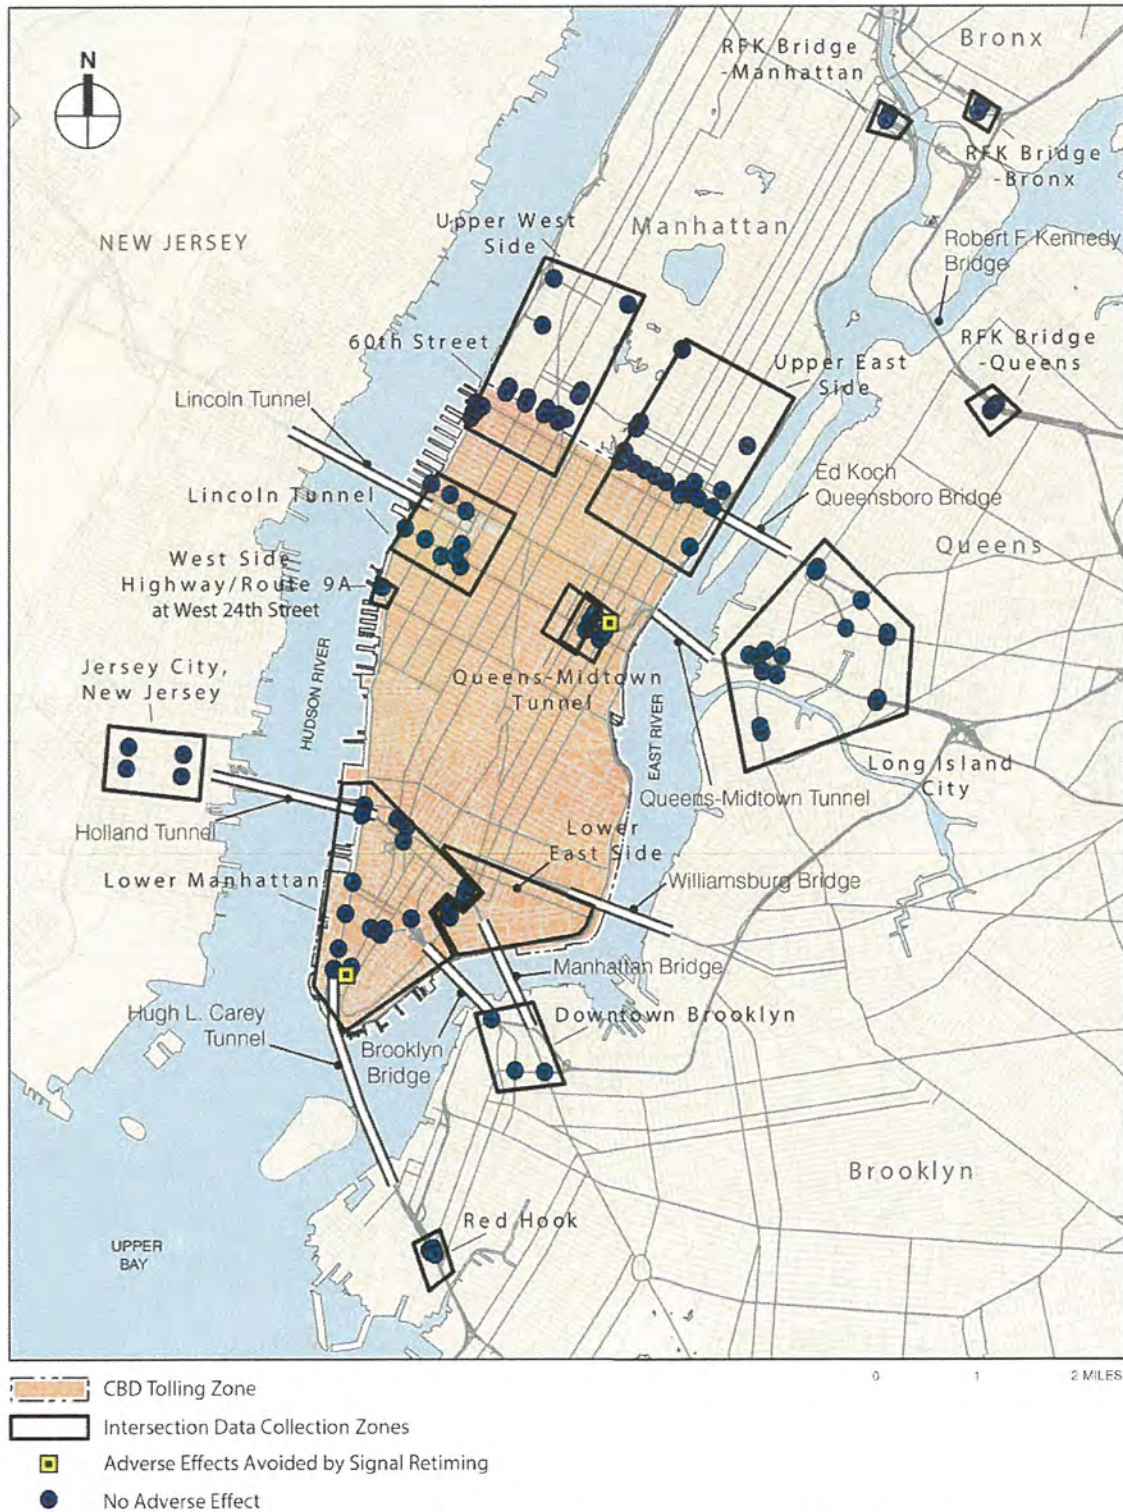 N
Bronx
RFK Bridge
-Manhattan
RFK Bridge
-Bronx
Upper West
Side
Manhattan
NEW JERSEY
Robert F. Kennedy
Bridge
60th Street
RFK Bridge
-Queens
Upper East
Side
Lincoln Tunnel
Ed Koch
Queensboro Bridge
Lincoln Tunnel
Queens
West Side
Highway/Route 9A
at West 24th Street
Jersey City,
New Jersey
HUDSON RIVER
Queens-Midtown
Tunnel
EAST RIVER
Long Island
City
Queens-Midtown Tunnel
Holland Tunnel
Lower
East Side
Lower Manhattan
Williamsburg Bridge
Manhattan Bridge
Hugh L. Carey
Tunnel
Downtown Brooklyn
Brooklyn
Bridge
Brooklyn
Red Hook
UPPER
BAY
0 1 2 MILES
CBD Tolling Zone
Intersection Data Collection Zones
Adverse Effects Avoided by Signal Retiming
No Adverse Effect